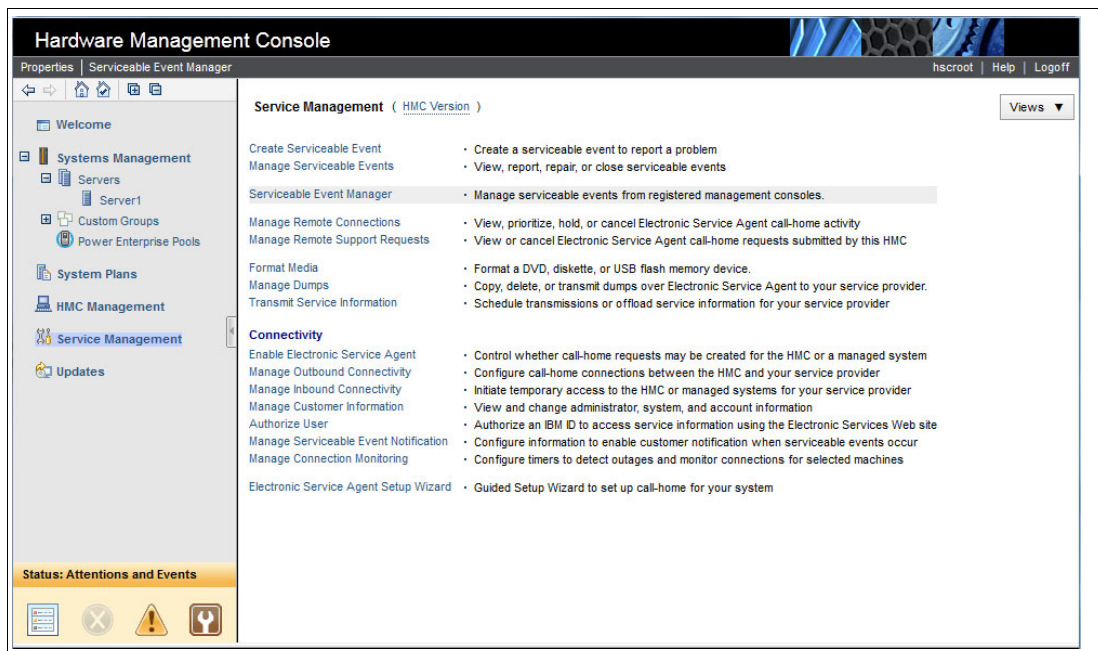 Hardware Management Console
Properties | Serviceable Event Manager
hscroot | Help | Logoff
Welcome
Systems Management
Servers
Server1
Custom Groups
Power Enterprise Pools
System Plans
HMC Management
Service Management
Updates
Status: Attentions and Events
Service Management ( HMC Version )
Views ▼
Create Serviceable Event • Create a serviceable event to report a problem
Manage Serviceable Events • View, report, repair, or close serviceable events
Serviceable Event Manager • Manage serviceable events from registered management consoles.
Manage Remote Connections • View, prioritize, hold, or cancel Electronic Service Agent call-home activity
Manage Remote Support Requests • View or cancel Electronic Service Agent call-home requests submitted by this HMC
Format Media • Format a DVD, diskette, or USB flash memory device.
Manage Dumps • Copy, delete, or transmit dumps over Electronic Service Agent to your service provider.
Transmit Service Information • Schedule transmissions or offload service information for your service provider
Connectivity
Enable Electronic Service Agent • Control whether call-home requests may be created for the HMC or a managed system
Manage Outbound Connectivity • Configure call-home connections between the HMC and your service provider
Manage Inbound Connectivity • Initiate temporary access to the HMC or managed systems for your service provider
Manage Customer Information • View and change administrator, system, and account information
Authorize User • Authorize an IBM ID to access service information using the Electronic Services Web site
Manage Serviceable Event Notification • Configure information to enable customer notification when serviceable events occur
Manage Connection Monitoring • Configure timers to detect outages and monitor connections for selected machines
Electronic Service Agent Setup Wizard • Guided Setup Wizard to set up call-home for your system